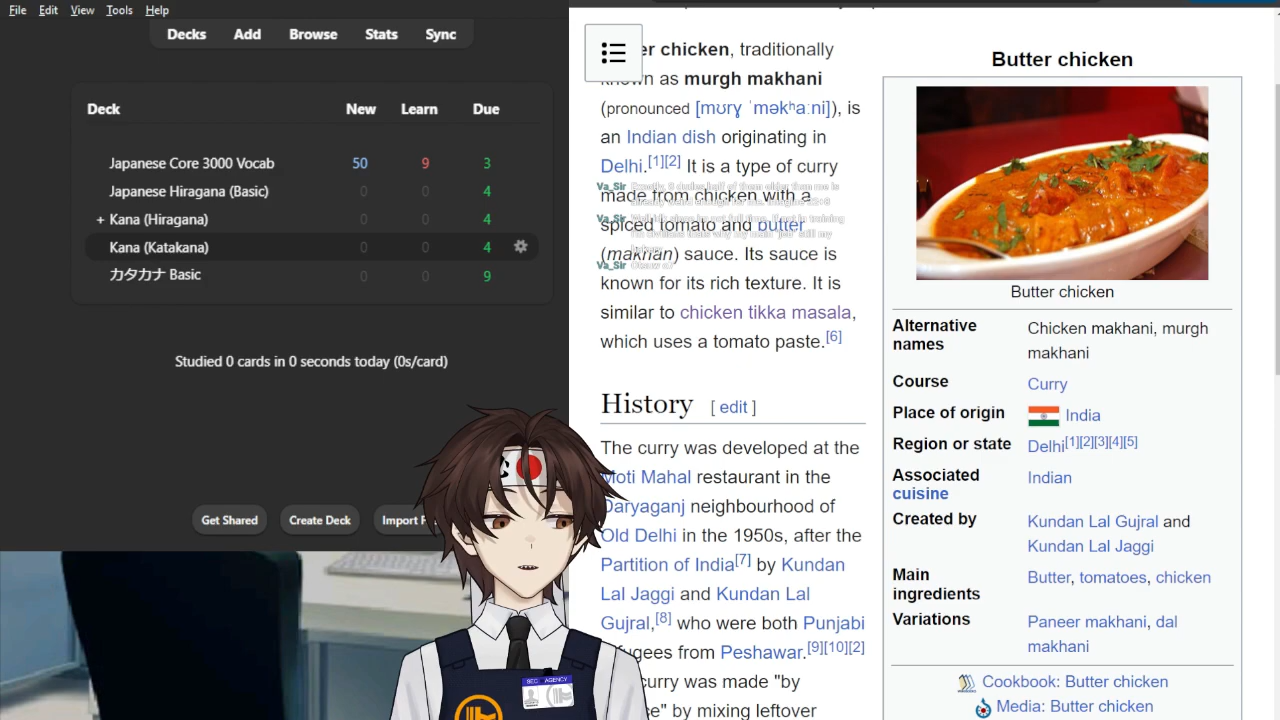 File Edit View Tools Help
Decks Add Browse Stats Sync
Deck New Learn Due
Japanese Core 3000 Vocab 50 9 3
Japanese Hiragana (Basic) 0 0 4
+ Kana (Hiragana) 0 0 4
Kana (Katakana) 0 0 4
カタカナ Basic 0 0 9
Studied 0 cards in 0 seconds today (0s/card)
Get Shared Create Deck Import
SEC AGENCY
er chicken, traditionally
known as murgh makhani
(pronounced [mʊrɣ ˈməkʰaːni]), is
an Indian dish originating in
Delhi.[1][2] It is a type of curry
made from chicken with a
spiced tomato and butter
(makhan) sauce. Its sauce is
known for its rich texture. It is
similar to chicken tikka masala,
which uses a tomato paste.[6]
Va_Sir
Va_Sir
Va_Sir
History [ edit ]
The curry was developed at the
Moti Mahal restaurant in the
Daryaganj neighbourhood of
Old Delhi in the 1950s, after the
Partition of India[7] by Kundan
Lal Jaggi and Kundan Lal
Gujral,[8] who were both Punjabi
gees from Peshawar.[9][10][2]
curry was made "by
ce" by mixing leftover
Butter chicken
Butter chicken
Alternative names Chicken makhani, murgh makhani
Course Curry
Place of origin India
Region or state Delhi[1][2][3][4][5]
Associated cuisine Indian
Created by Kundan Lal Gujral and Kundan Lal Jaggi
Main ingredients Butter, tomatoes, chicken
Variations Paneer makhani, dal makhani
Cookbook: Butter chicken
Media: Butter chicken